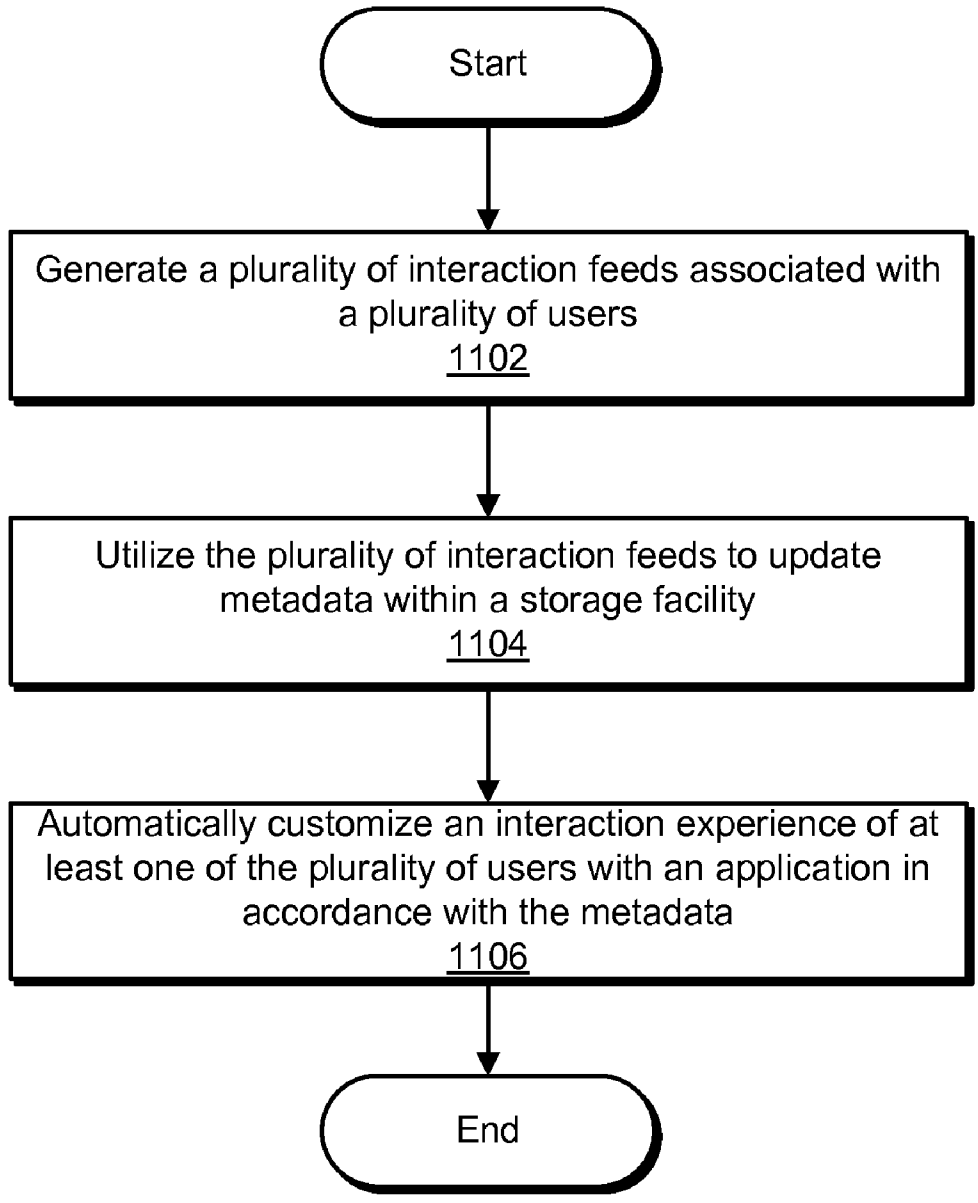 Start
Generate a plurality of interaction feeds associated with
a plurality of users
1102
Utilize the plurality of interaction feeds to update
metadata within a storage facility
1104
Automatically customize an interaction experience of at
least one of the plurality of users with an application in
accordance with the metadata
1106
End